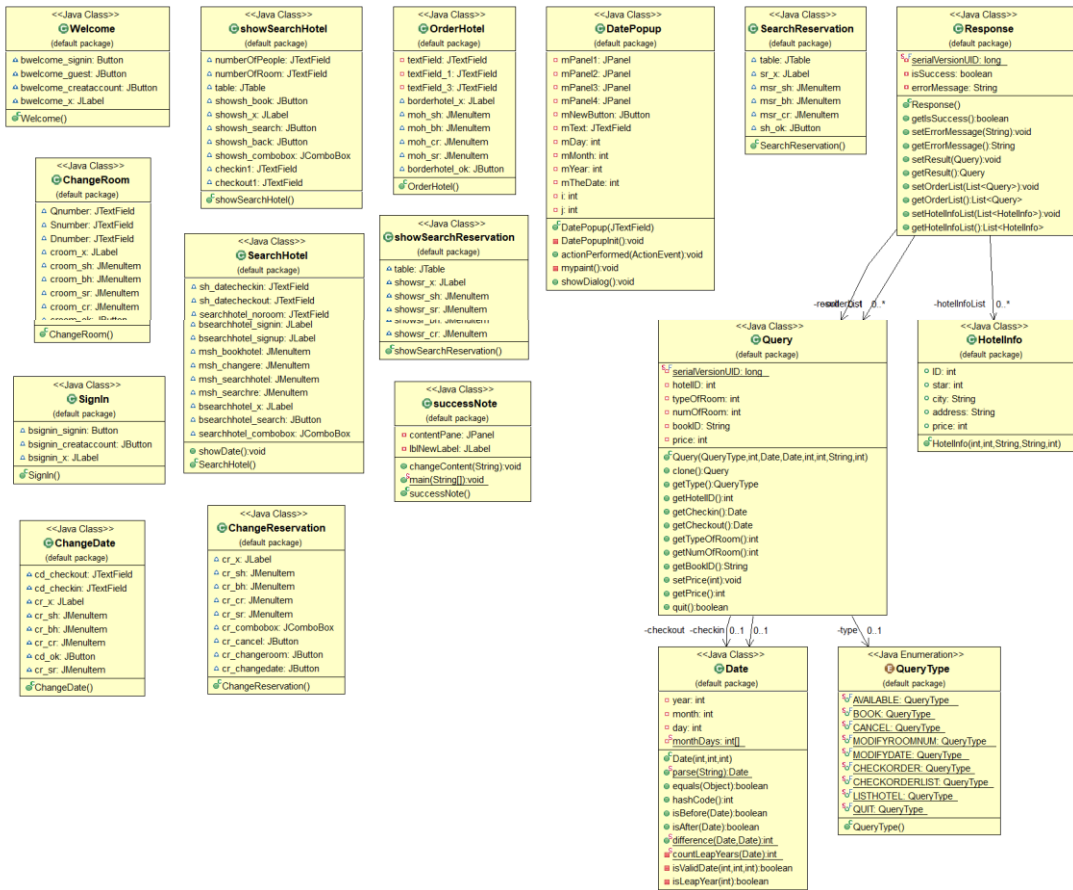 <<Java Class>>
Welcome
(default package)
bwelcome_signin: Button
bwelcome_guest: JButton
bwelcome_creataccount: JButton
bwelcome_x: JLabel
Welcome()
<<Java Class>>
showSearchHotel
(default package)
numberOfPeople: JTextField
numberOfRoom: JTextField
table: JTable
showsh_book: JButton
showsh_x: JLabel
showsh_search: JButton
showsh_back: JButton
showsh_combobox: JComboBox
checkin1: JTextField
checkout1: JTextField
showSearchHotel()
<<Java Class>>
OrderHotel
(default package)
textField: JTextField
textField_1: JTextField
textField_3: JTextField
borderhotel_x: JLabel
moh_sh: JMenuItem
moh_bh: JMenuItem
moh_cr: JMenuItem
moh_sr: JMenuItem
borderhotel_ok: JButton
OrderHotel()
<<Java Class>>
DatePopup
(default package)
mPanel1: JPanel
mPanel2: JPanel
mPanel3: JPanel
mPanel4: JPanel
mNewButton: JButton
mText: JTextField
mDay: int
mMonth: int
mYear: int
mTheDate: int
i: int
j: int
DatePopup(JTextField)
DatePopupInit():void
actionPerformed(ActionEvent):void
mypaint():void
showDialog():void
<<Java Class>>
SearchReservation
(default package)
table: JTable
sr_x: JLabel
msr_sh: JMenuItem
msr_bh: JMenuItem
msr_cr: JMenuItem
sh_ok: JButton
SearchReservation()
<<Java Class>>
Response
(default package)
serialVersionUID: long
isSuccess: boolean
errorMessage: String
Response()
getIsSuccess():boolean
setErrorMessage(String):void
getErrorMessage():String
setResult(Query):void
getResult():Query
setOrderList(List<Query>):void
getOrderList():List<Query>
setHotelInfoList(List<HotelInfo>):void
getHotelInfoList():List<HotelInfo>
<<Java Class>>
ChangeRoom
(default package)
Qnumber: JTextField
Snumber: JTextField
Dnumber: JTextField
croom_x: JLabel
croom_sh: JMenuItem
croom_bh: JMenuItem
croom_sr: JMenuItem
croom_cr: JMenuItem
croom_ok: JButton
ChangeRoom()
<<Java Class>>
SearchHotel
(default package)
sh_datecheckin: JTextField
sh_datecheckout: JTextField
searchhotel_noroom: JTextField
bsearchhotel_signin: JLabel
bsearchhotel_signup: JLabel
msh_bookhotel: JMenuItem
msh_changere: JMenuItem
msh_searchhotel: JMenuItem
msh_searchre: JMenuItem
bsearchhotel_x: JLabel
bsearchhotel_search: JButton
searchhotel_combobox: JComboBox
showDate():void
SearchHotel()
<<Java Class>>
showSearchReservation
(default package)
table: JTable
showsr_x: JLabel
showsr_sh: JMenuItem
showsr_sr: JMenuItem
showsr_bh: JMenuItem
showsr_cr: JMenuItem
showSearchReservation()
0..*
-hotelInfoList 0..*
<<Java Class>>
Query
(default package)
serialVersionUID: long
hotelID: int
typeOfRoom: int
numOfRoom: int
bookID: String
price: int
Query(QueryType,int,Date,Date,int,int,String,int)
clone():Query
getType():QueryType
getHotelID():int
getCheckin():Date
getCheckout():Date
getTypeOfRoom():int
getNumOfRoom():int
getBookID():String
setPrice(int):void
getPrice():int
quit():boolean
<<Java Class>>
HotelInfo
(default package)
ID: int
star: int
city: String
address: String
price: int
HotelInfo(int,int,String,String,int)
<<Java Class>>
SignIn
(default package)
bsignin_signin: Button
bsignin_creataccount: JButton
bsignin_x: JLabel
SignIn()
<<Java Class>>
successNote
(default package)
contentPane: JPanel
lblNewLabel: JLabel
changeContent(String):void
main(String[]):void
successNote()
<<Java Class>>
ChangeDate
(default package)
cd_checkout: JTextField
cd_checkin: JTextField
cr_x: JLabel
cr_sh: JMenuItem
cr_bh: JMenuItem
cr_cr: JMenuItem
cd_ok: JButton
cr_sr: JMenuItem
ChangeDate()
<<Java Class>>
ChangeReservation
(default package)
cr_x: JLabel
cr_sh: JMenuItem
cr_bh: JMenuItem
cr_cr: JMenuItem
cr_sr: JMenuItem
cr_combobox: JComboBox
cr_cancel: JButton
cr_changeroom: JButton
cr_changedate: JButton
ChangeReservation()
-checkout -checkin 0..1 0..1
-type 0..1
<<Java Class>>
Date
(default package)
year: int
month: int
day: int
monthDays: int[]
Date(int,int,int)
parse(String):Date
equals(Object):boolean
hashCode():int
isBefore(Date):boolean
isAfter(Date):boolean
difference(Date,Date):int
countLeapYears(Date):int
isValidDate(int,int,int):boolean
isLeapYear(int):boolean
<<Java Enumeration>>
QueryType
(default package)
AVAILABLE: QueryType
BOOK: QueryType
CANCEL: QueryType
MODIFYROOMNUM: QueryType
MODIFYDATE: QueryType
CHECKORDER: QueryType
CHECKORDERLIST: QueryType
LISTHOTEL: QueryType
QUIT: QueryType
QueryType()